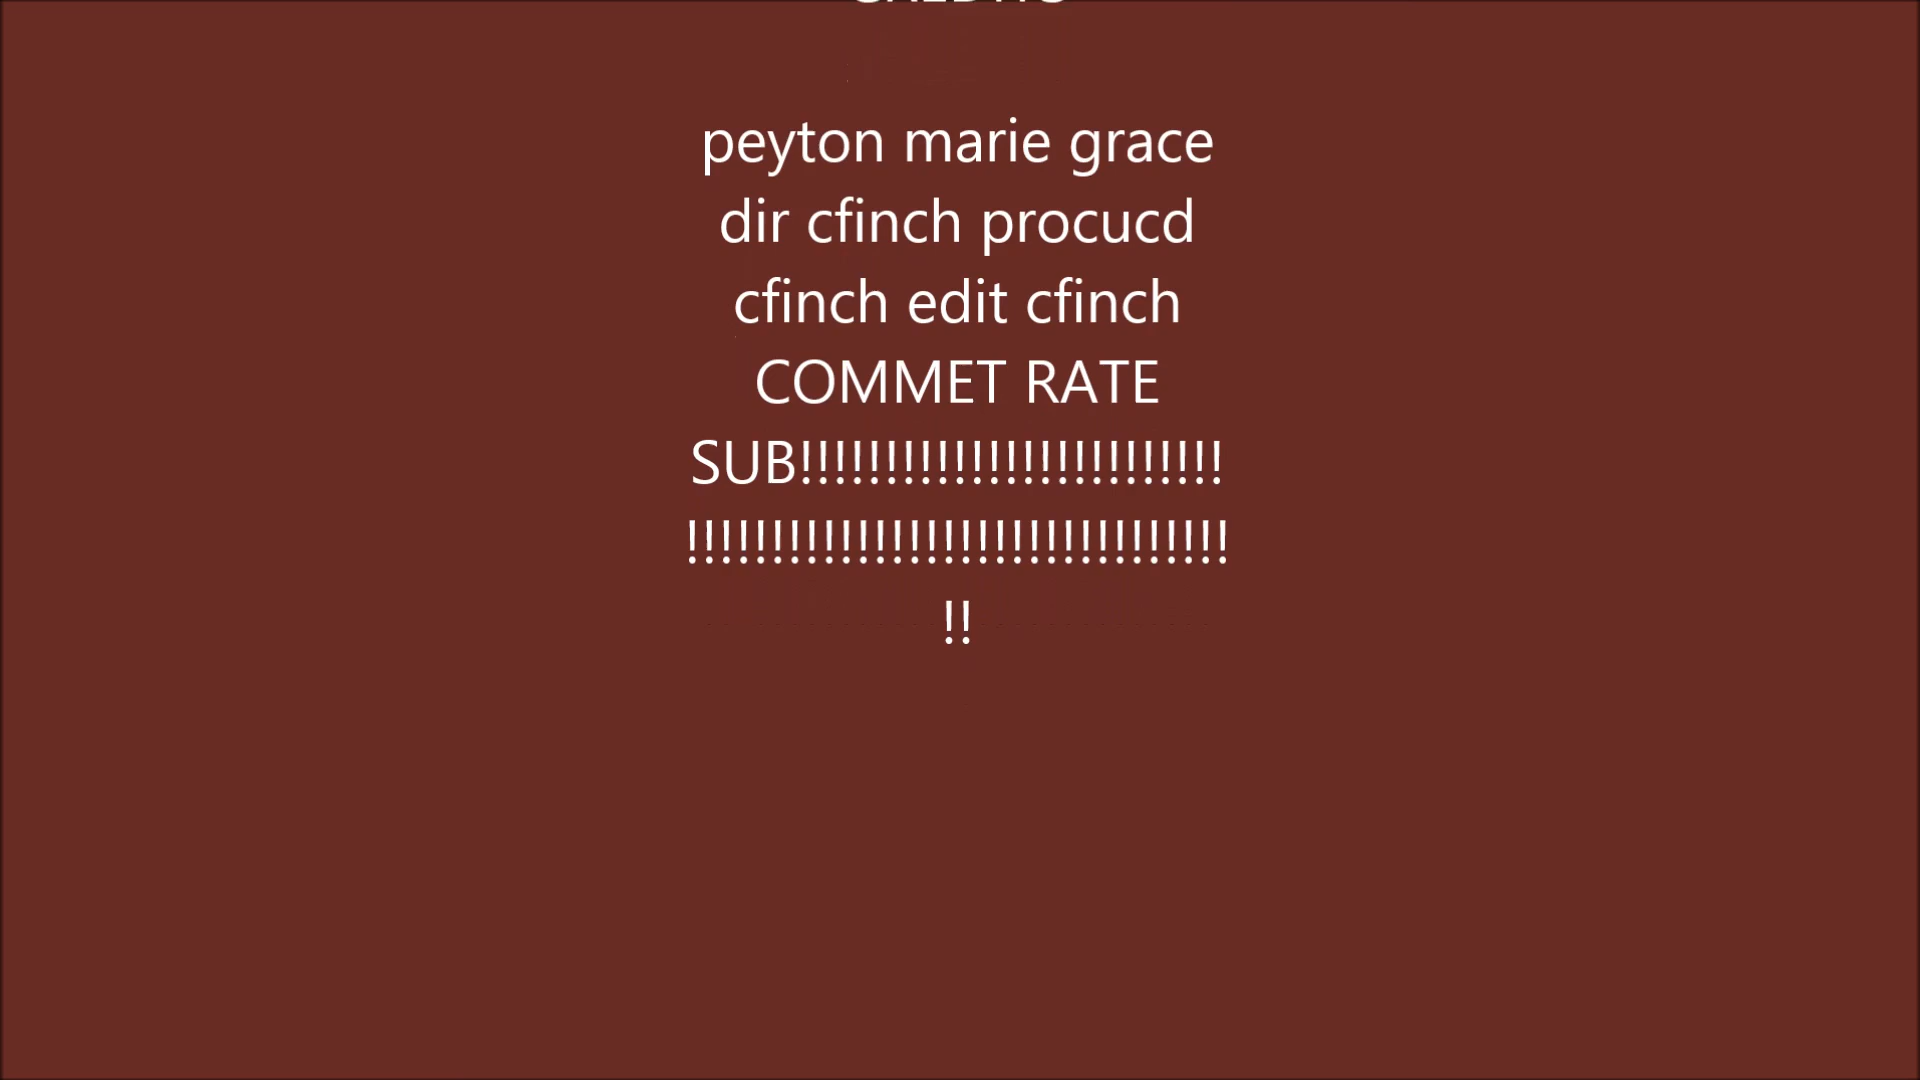 peyton marie grace
dir cfinch procucd
cfinch edit cfinch
COMMET RATE
SUB!!!!!!!!!!!!!!!!!!!!!!!!!
!!!!!!!!!!!!!!!!!!!!!!!!!!!!!!!!
!!